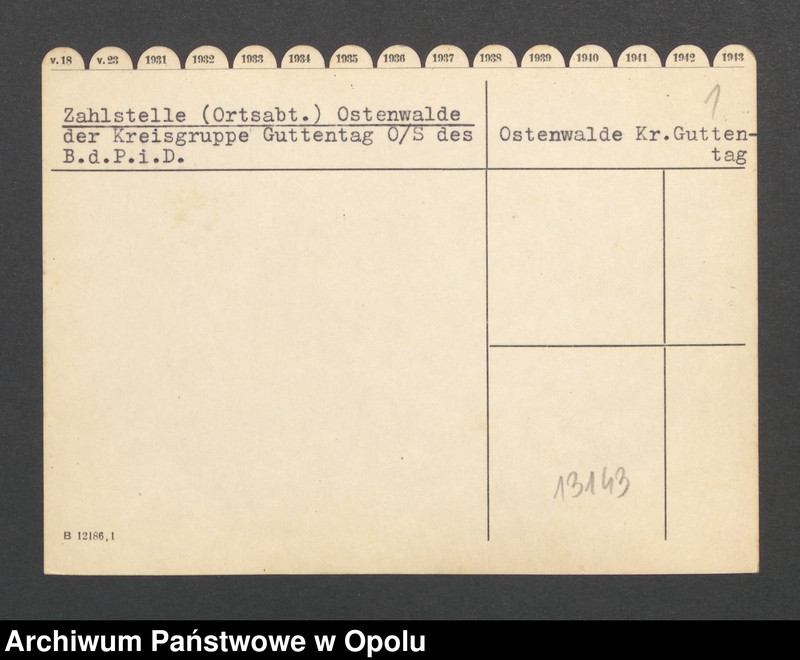 v.18 v.23 1931 1932 1933 1934 1935 1936 1937 1938 1939 1940 1941 1942 1943
1
Zahlstelle (Ortsabt.) Ostenwalde
der Kreisgruppe Guttentag O/S des
B.d.P.i.D.
Ostenwalde Kr.Gutten-
tag
13143
B 12186,1
Archiwum Państwowe w Opolu